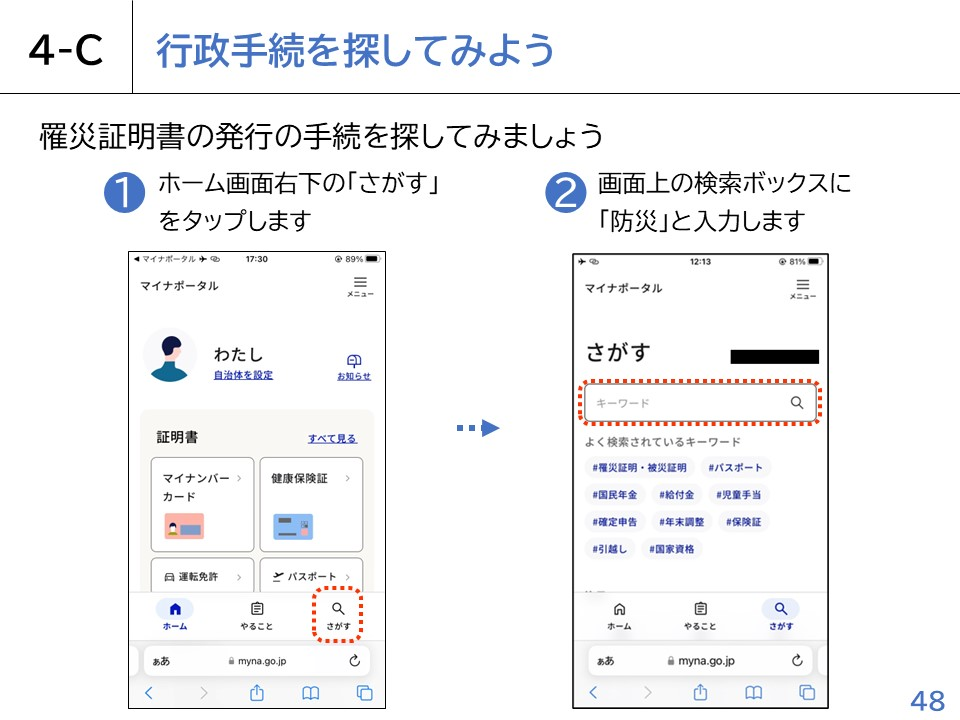 4-C
行政手続を探してみよう
罹災証明書の発行の手続を探してみましょう
1
ホーム画面右下の「さがす」
をタップします
2
画面上の検索ボックスに
「防災」と入力します
◀マイナポータル
17:30
89%
マイナポータル
メニュー
わたし
自治体を設定
お知らせ
証明書
すべて見る
マイナンバー
カード
健康保険証
運転免許
パスポート
ホーム
やること
さがす
ぁあ
myna.go.jp
12:13
81%
マイナポータル
メニュー
さがす
キーワード
よく検索されているキーワード
#罹災証明・被災証明 #パスポート
#国民年金 #給付金 #児童手当
#確定申告 #年末調整 #保険証
#引越し #国家資格
ホーム
やること
さがす
ぁあ
myna.go.jp
48